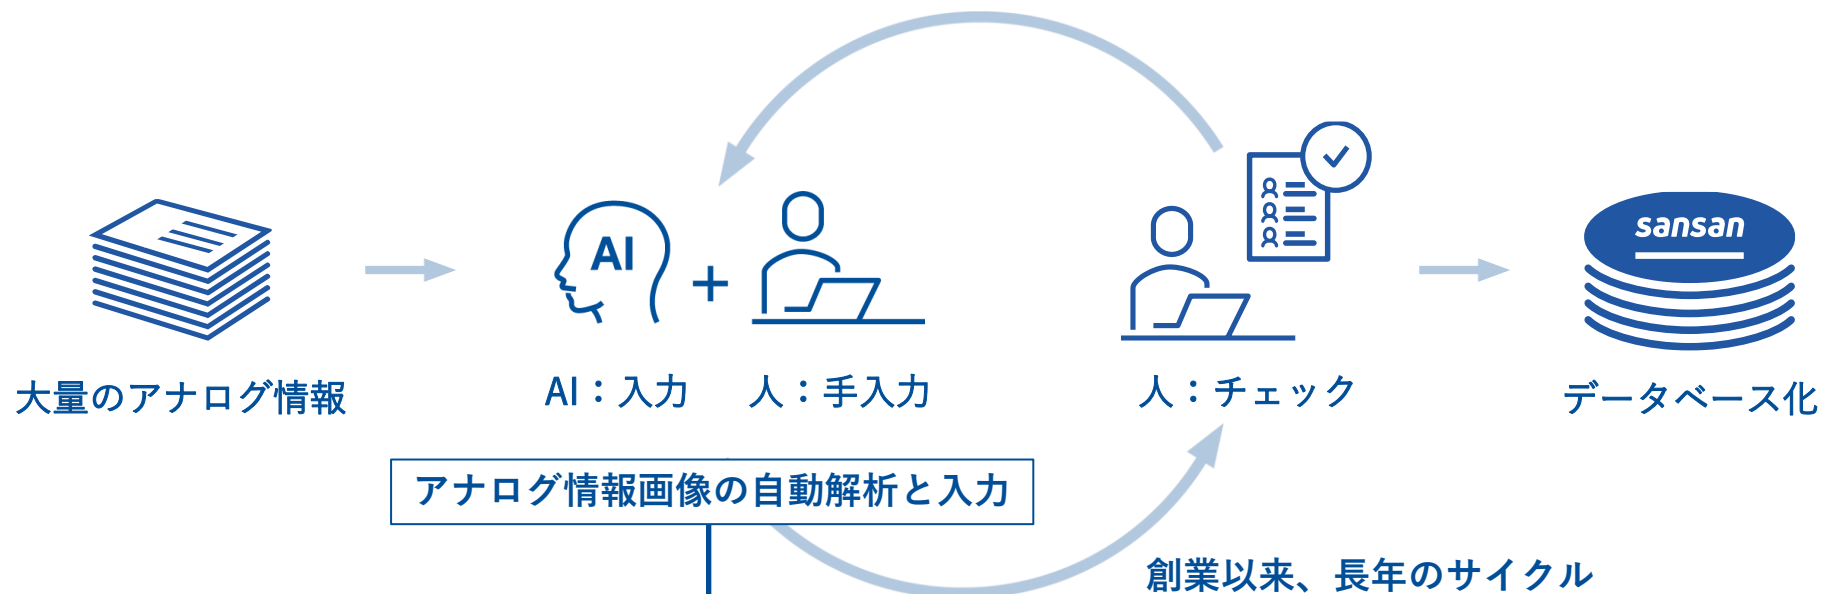 AI
sansan
大量のアナログ情報
AI：入力
人：手入力
人：チェック
データベース化
アナログ情報画像の自動解析と入力
創業以来、長年のサイクル